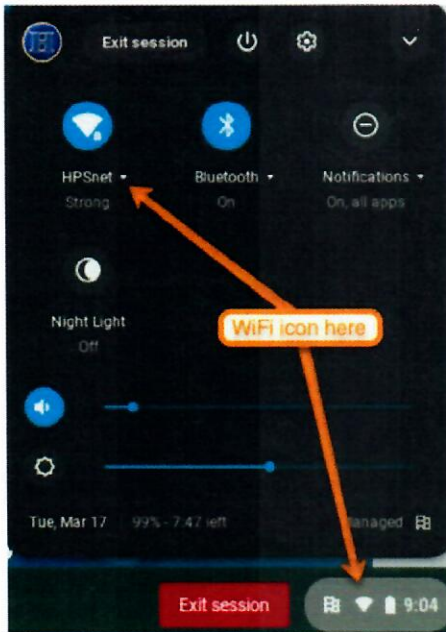 Exit session
HPSnet
Strong
Bluetooth
On
Notifications
On, all apps
Night Light
Off
WiFi icon here
Tue, Mar 17 99% - 7:47 left Managed
Exit session 9:04